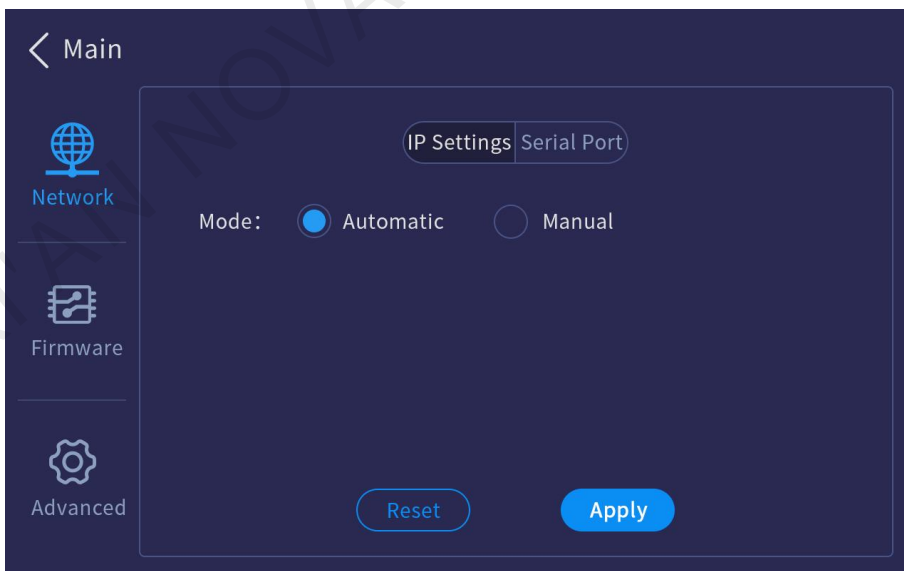 Main
IP Settings Serial Port
Network
Mode: Automatic Manual
Firmware
Advanced
Reset Apply